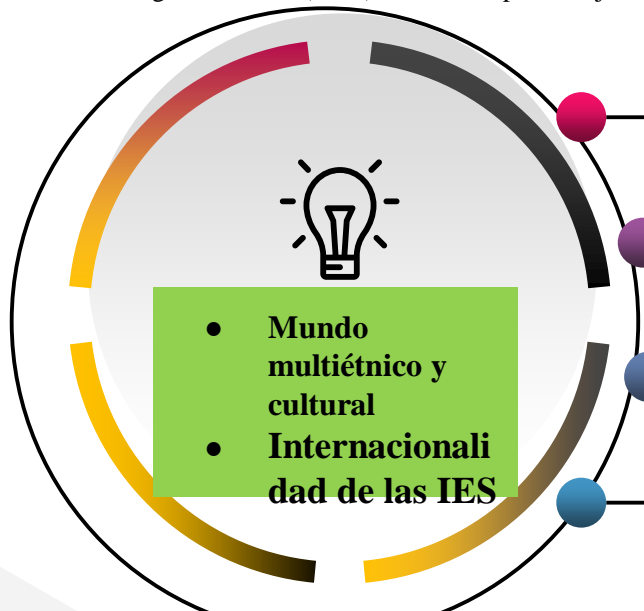 ● Mundo
multiétnico y
cultural
● Internacionali
dad de las IES